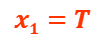 x₁ = T